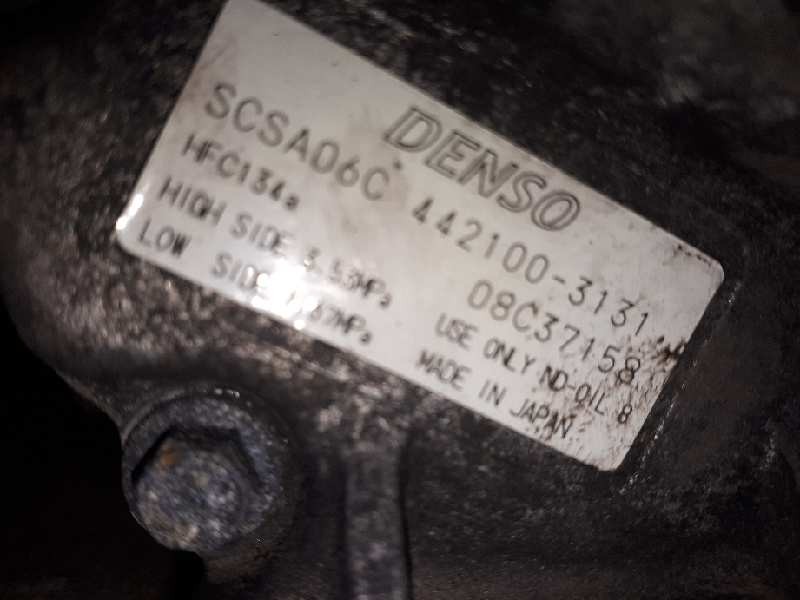 DENSO
SCSA06C 442100-3131
HFC134a 08C37158
HIGH SIDE 3.53MPa USE ONLY ND-OIL 8
LOW SIDE MADE IN JAPAN